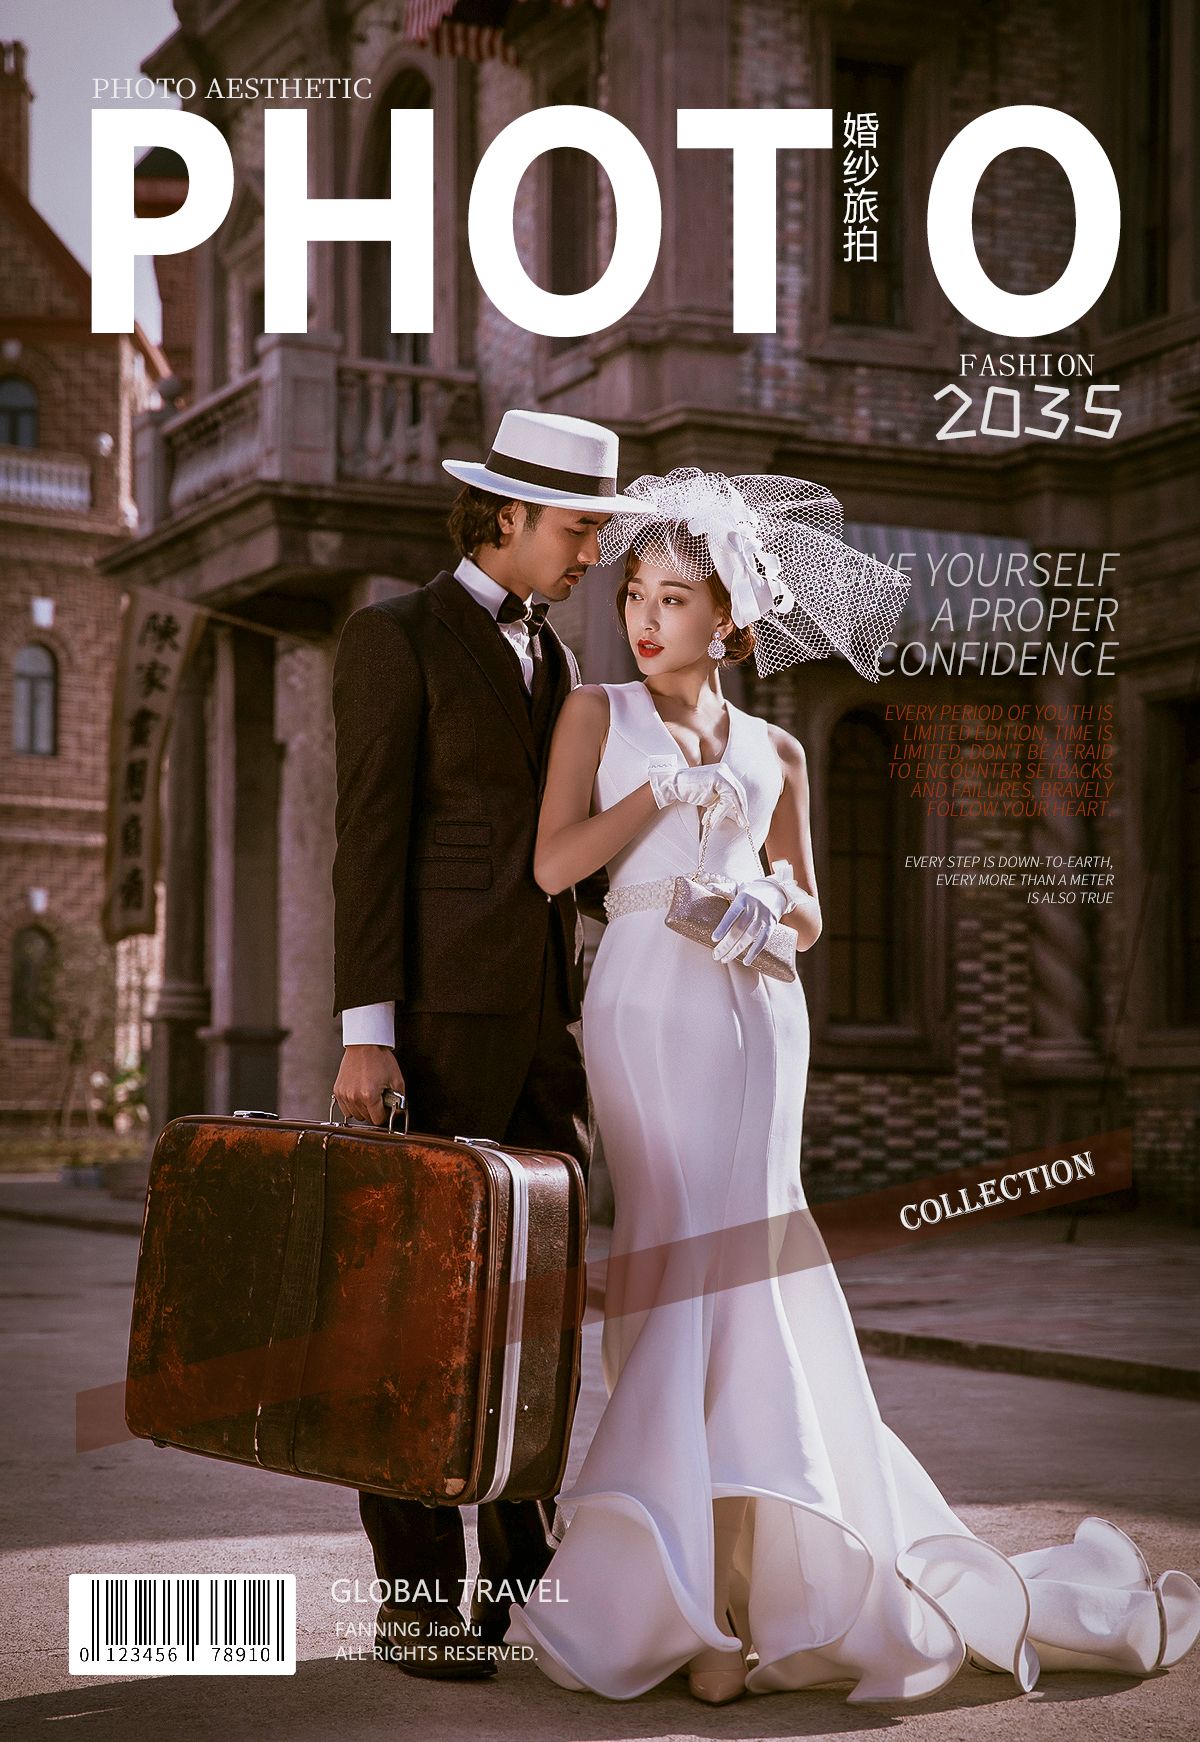 PHOTO AESTHETIC
PHOTO
婚纱旅拍
FASHION
2035
GIVE YOURSELF
A PROPER
CONFIDENCE
EVERY PERIOD OF YOUTH IS
LIMITED EDITION, TIME IS
LIMITED, DON'T BE AFRAID
TO ENCOUNTER SETBACKS
AND FAILURES, BRAVELY
FOLLOW YOUR HEART.
EVERY STEP IS DOWN-TO-EARTH,
EVERY MORE THAN A METER
IS ALSO TRUE
COLLECTION
GLOBAL TRAVEL
FANNING JiaoYu
ALL RIGHTS RESERVED.
0 123456 78910